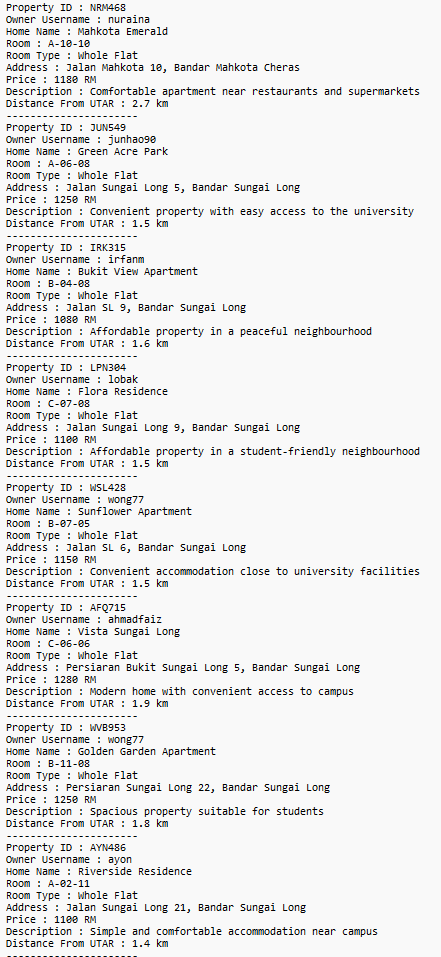 Property ID : NRM468
Owner Username : nuraina
Home Name : Mahkota Emerald
Room : A-10-10
Room Type : Whole Flat
Address : Jalan Mahkota 10, Bandar Mahkota Cheras
Price : 1180 RM
Description : Comfortable apartment near restaurants and supermarkets
Distance From UTAR : 2.7 km
----------------------
Property ID : JUN549
Owner Username : junhao90
Home Name : Green Acre Park
Room : A-06-08
Room Type : Whole Flat
Address : Jalan Sungai Long 5, Bandar Sungai Long
Price : 1250 RM
Description : Convenient property with easy access to the university
Distance From UTAR : 1.5 km
----------------------
Property ID : IRK315
Owner Username : irfanm
Home Name : Bukit View Apartment
Room : B-04-08
Room Type : Whole Flat
Address : Jalan SL 9, Bandar Sungai Long
Price : 1080 RM
Description : Affordable property in a peaceful neighbourhood
Distance From UTAR : 1.6 km
----------------------
Property ID : LPN304
Owner Username : lobak
Home Name : Flora Residence
Room : C-07-08
Room Type : Whole Flat
Address : Jalan Sungai Long 9, Bandar Sungai Long
Price : 1100 RM
Description : Affordable property in a student-friendly neighbourhood
Distance From UTAR : 1.5 km
----------------------
Property ID : WSL428
Owner Username : wong77
Home Name : Sunflower Apartment
Room : B-07-05
Room Type : Whole Flat
Address : Jalan SL 6, Bandar Sungai Long
Price : 1150 RM
Description : Convenient accommodation close to university facilities
Distance From UTAR : 1.5 km
----------------------
Property ID : AFQ715
Owner Username : ahmadfaiz
Home Name : Vista Sungai Long
Room : C-06-06
Room Type : Whole Flat
Address : Persiaran Bukit Sungai Long 5, Bandar Sungai Long
Price : 1280 RM
Description : Modern home with convenient access to campus
Distance From UTAR : 1.9 km
----------------------
Property ID : WVB953
Owner Username : wong77
Home Name : Golden Garden Apartment
Room : B-11-08
Room Type : Whole Flat
Address : Persiaran Sungai Long 22, Bandar Sungai Long
Price : 1250 RM
Description : Spacious property suitable for students
Distance From UTAR : 1.8 km
----------------------
Property ID : AYN486
Owner Username : ayon
Home Name : Riverside Residence
Room : A-02-11
Room Type : Whole Flat
Address : Jalan Sungai Long 21, Bandar Sungai Long
Price : 1100 RM
Description : Simple and comfortable accommodation near campus
Distance From UTAR : 1.4 km
----------------------